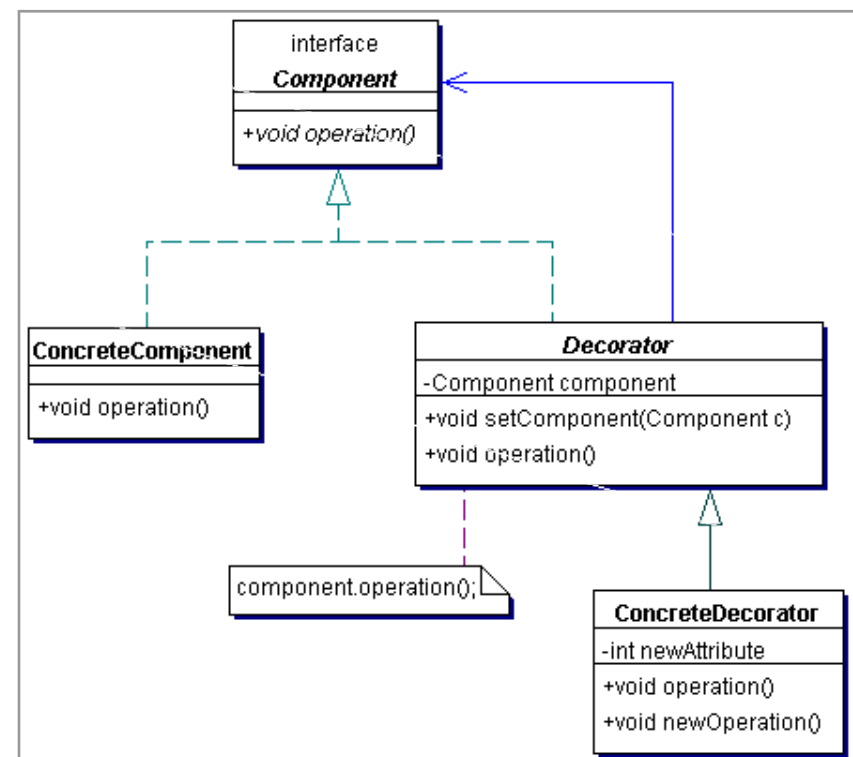 interface
Component
+void operation()
ConcreteComponent
+void operation()
Decorator
-Component component
+void setComponent(Component c)
+void operation()
component.operation();
ConcreteDecorator
-int newAttribute
+void operation()
+void newOperation()